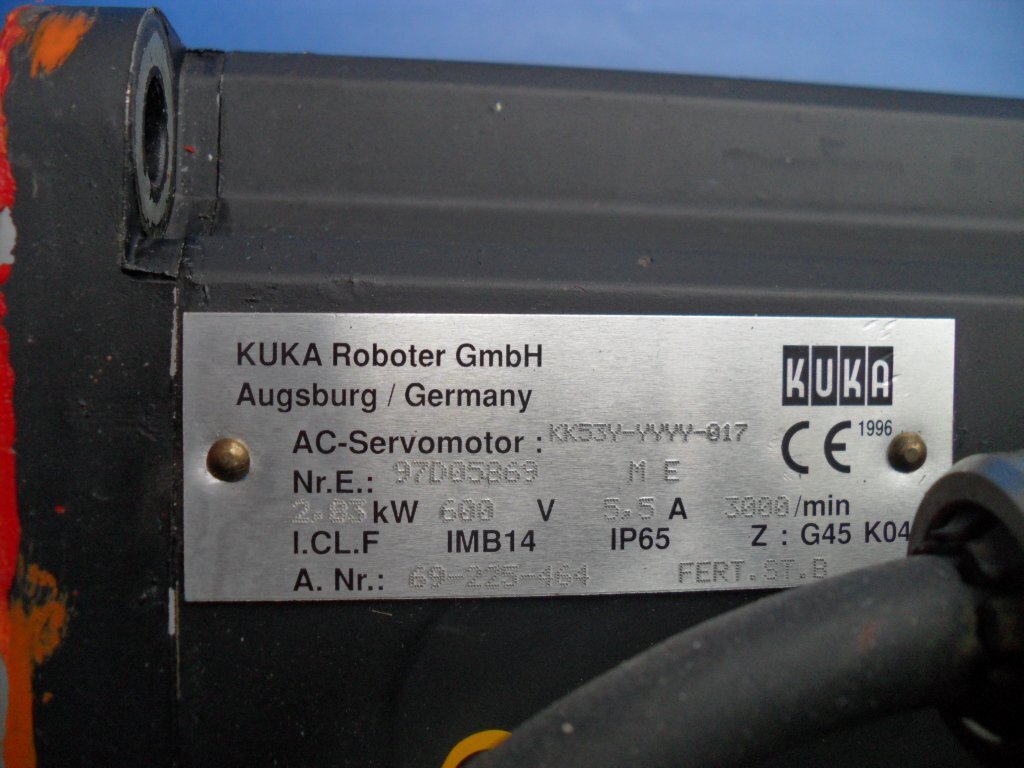 KUKA Roboter GmbH
KUKA
Augsburg / Germany
AC-Servomotor : KK53Y-YYYY-017
CE 1996
Nr.E.: 97D05869 M E
2.83 kW 600 V 5.5 A 3000 /min
I.CL.F IMB14 IP65 Z : G45 K04
A. Nr.: 69-225-464 FERT.ST.B